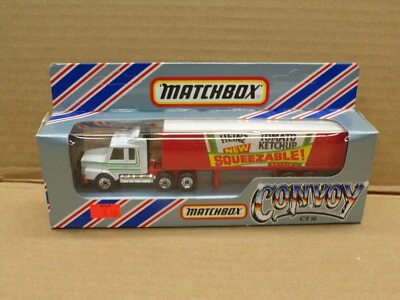 MATCHBOX
HEINZ TOMATO
KETCHUP
NEW
SQUEEZABLE!
MATCHBOX
CONVOY